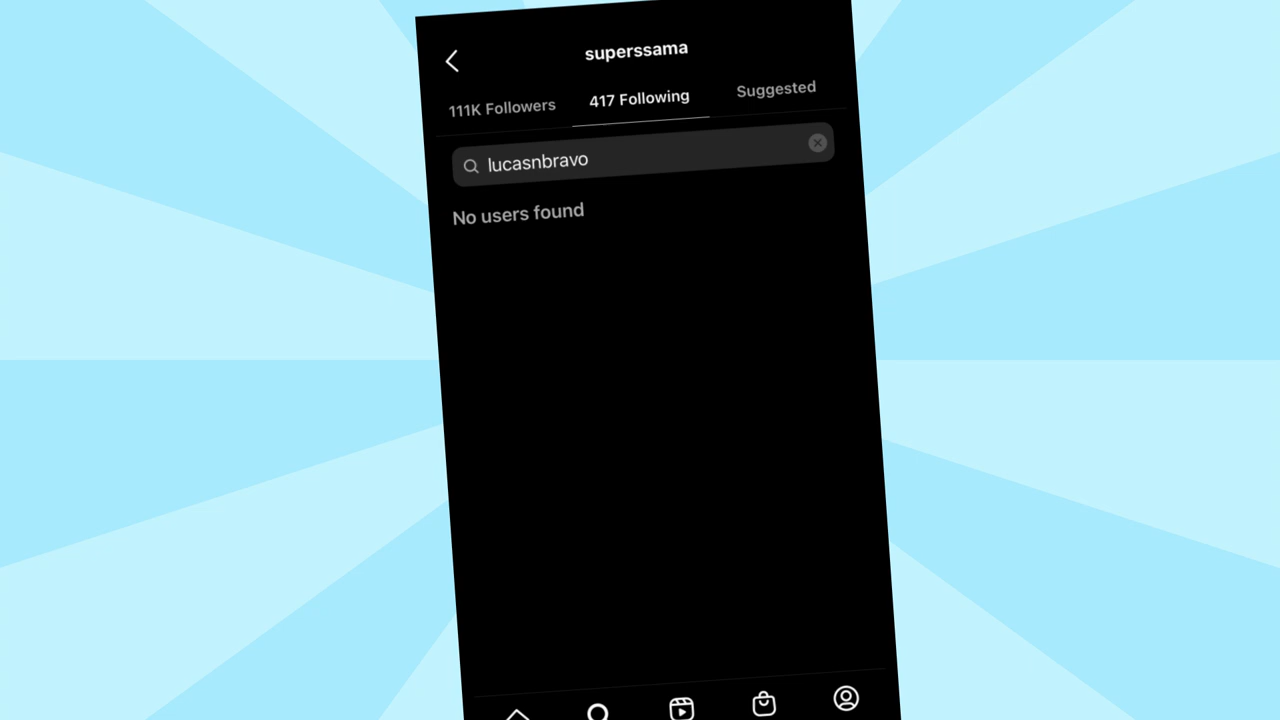 superssama
111K Followers 417 Following Suggested
lucasnbravo
No users found